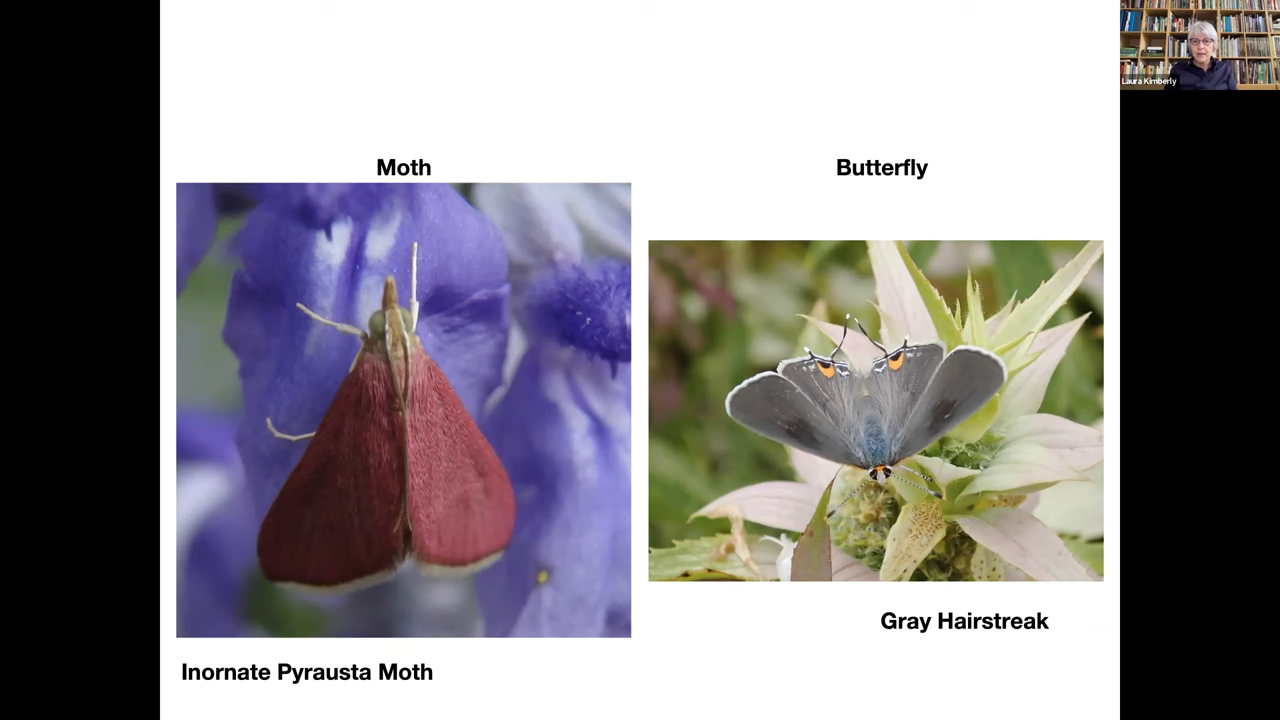 Laura Kimberly
Moth
Butterfly
Gray Hairstreak
Inornate Pyrausta Moth